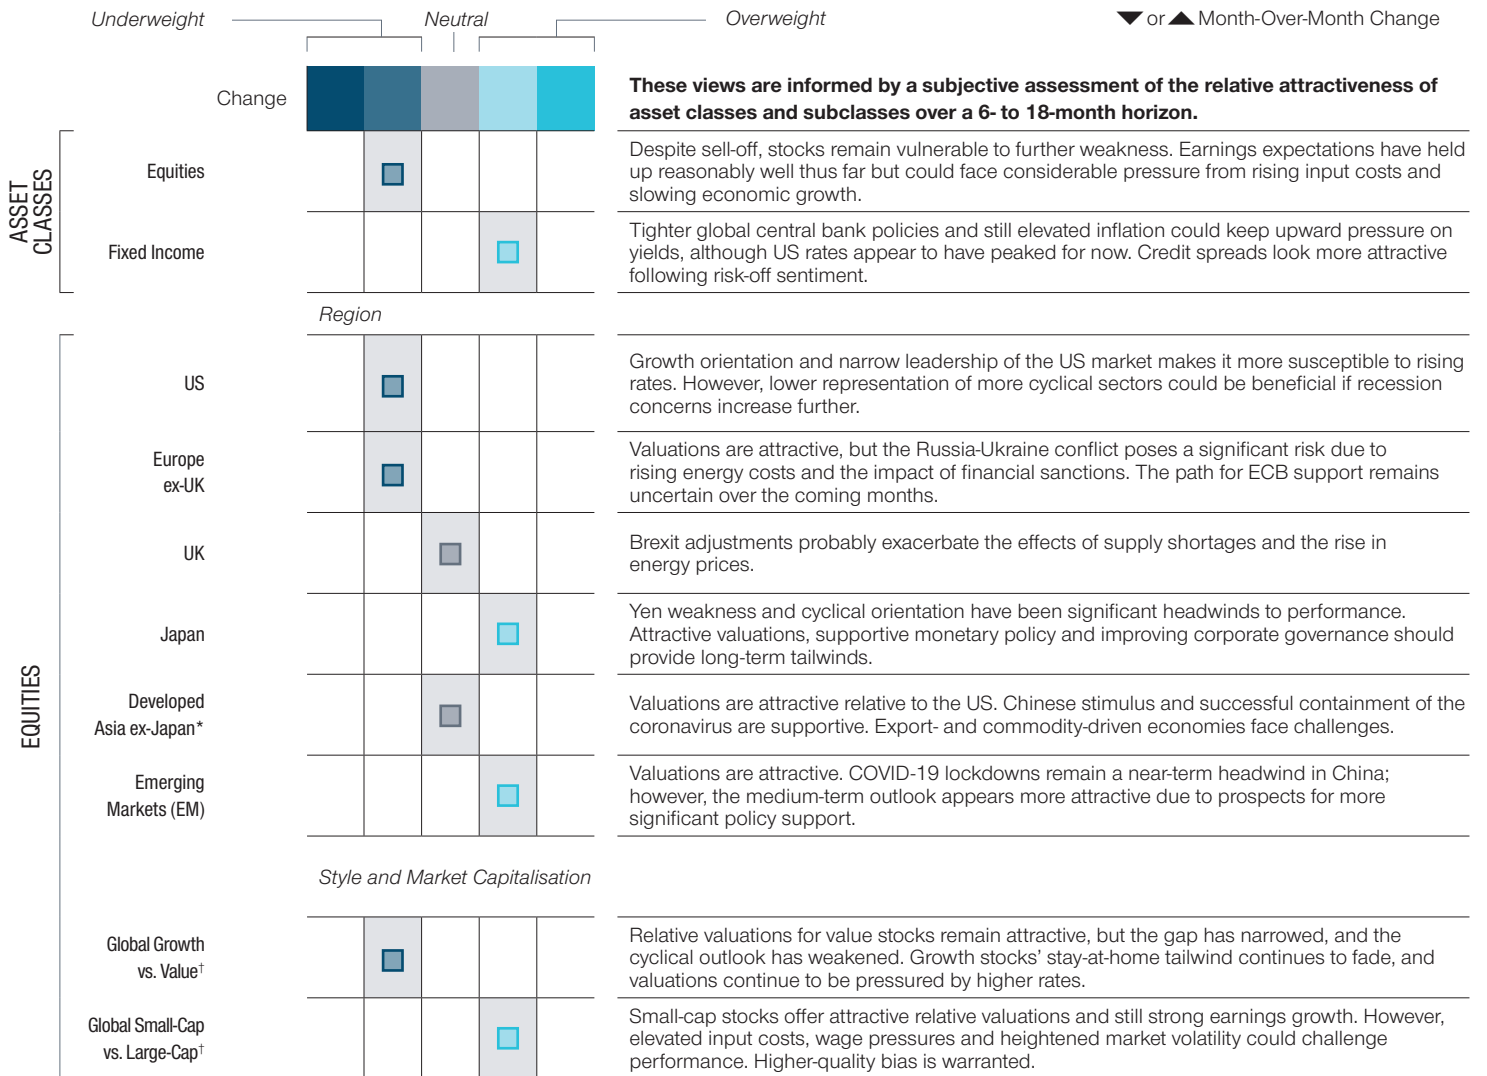 Underweight Neutral Overweight ▼ or ▲ Month-Over-Month Change
Change
These views are informed by a subjective assessment of the relative attractiveness of
asset classes and subclasses over a 6- to 18-month horizon.
ASSET
CLASSES
Equities
Despite sell-off, stocks remain vulnerable to further weakness. Earnings expectations have held
up reasonably well thus far but could face considerable pressure from rising input costs and
slowing economic growth.
Fixed Income
Tighter global central bank policies and still elevated inflation could keep upward pressure on
yields, although US rates appear to have peaked for now. Credit spreads look more attractive
following risk-off sentiment.
EQUITIES
Region
US
Growth orientation and narrow leadership of the US market makes it more susceptible to rising
rates. However, lower representation of more cyclical sectors could be beneficial if recession
concerns increase further.
Europe
ex-UK
Valuations are attractive, but the Russia-Ukraine conflict poses a significant risk due to
rising energy costs and the impact of financial sanctions. The path for ECB support remains
uncertain over the coming months.
UK
Brexit adjustments probably exacerbate the effects of supply shortages and the rise in
energy prices.
Japan
Yen weakness and cyclical orientation have been significant headwinds to performance.
Attractive valuations, supportive monetary policy and improving corporate governance should
provide long-term tailwinds.
Developed
Asia ex-Japan*
Valuations are attractive relative to the US. Chinese stimulus and successful containment of the
coronavirus are supportive. Export- and commodity-driven economies face challenges.
Emerging
Markets (EM)
Valuations are attractive. COVID-19 lockdowns remain a near-term headwind in China;
however, the medium-term outlook appears more attractive due to prospects for more
significant policy support.
Style and Market Capitalisation
Global Growth
vs. Value†
Relative valuations for value stocks remain attractive, but the gap has narrowed, and the
cyclical outlook has weakened. Growth stocks' stay-at-home tailwind continues to fade, and
valuations continue to be pressured by higher rates.
Global Small-Cap
vs. Large-Cap†
Small-cap stocks offer attractive relative valuations and still strong earnings growth. However,
elevated input costs, wage pressures and heightened market volatility could challenge
performance. Higher-quality bias is warranted.